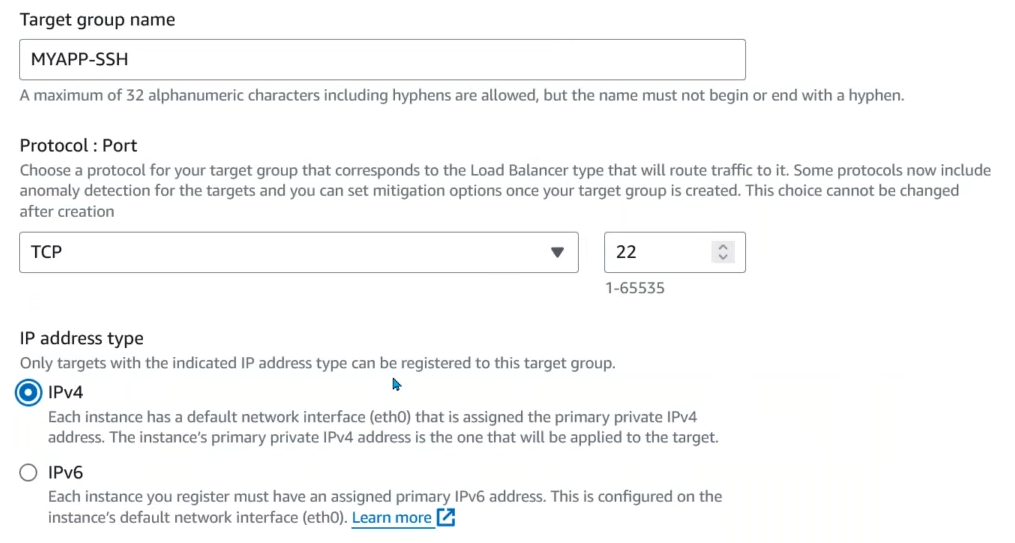 Target group name
MYAPP-SSH
A maximum of 32 alphanumeric characters including hyphens are allowed, but the name must not begin or end with a hyphen.
Protocol : Port
Choose a protocol for your target group that corresponds to the Load Balancer type that will route traffic to it. Some protocols now include
anomaly detection for the targets and you can set mitigation options once your target group is created. This choice cannot be changed
after creation
TCP
22
1-65535
IP address type
Only targets with the indicated IP address type can be registered to this target group.
IPv4
Each instance has a default network interface (eth0) that is assigned the primary private IPv4
address. The instance's primary private IPv4 address is the one that will be applied to the target.
IPv6
Each instance you register must have an assigned primary IPv6 address. This is configured on the
instance's default network interface (eth0). Learn more